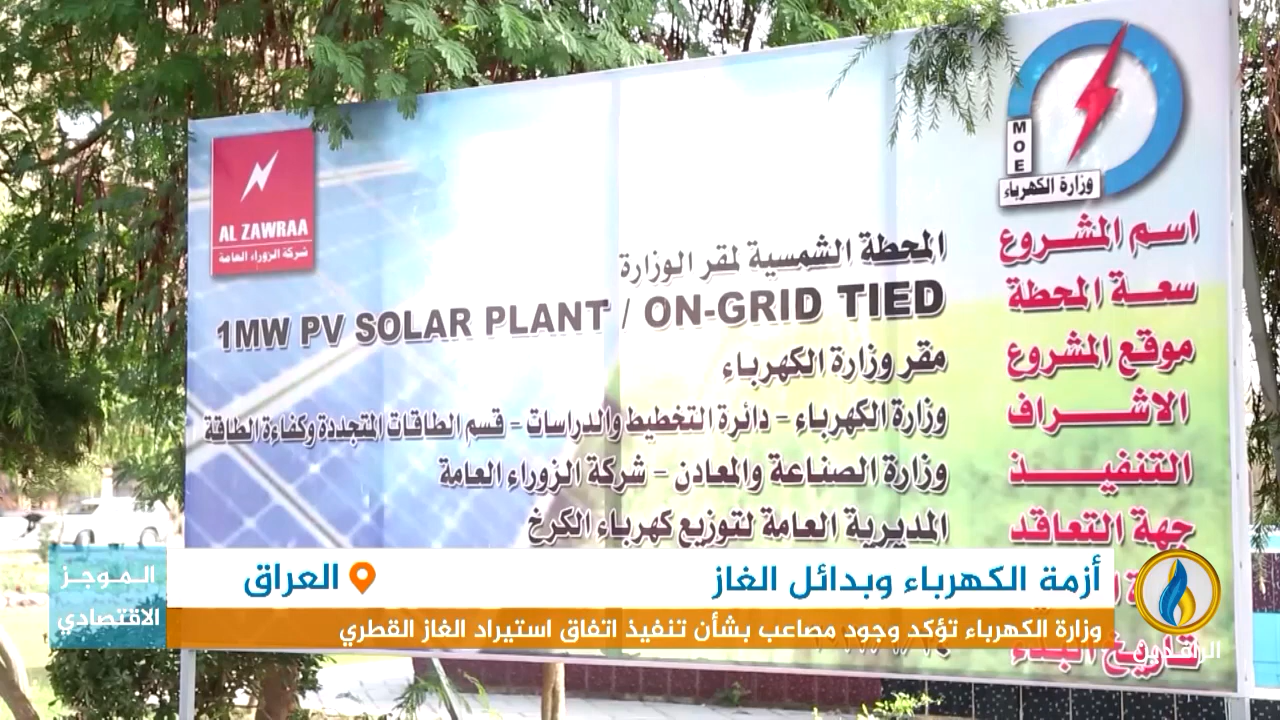 AL ZAWRAA
شركة الزوراء العامة
MOE
وزارة الكهرباء
اسم المشروع المحطة الشمسية لمقر الوزارة
سعة المحطة 1MW PV SOLAR PLANT / ON-GRID TIED
موقع المشروع مقر وزارة الكهرباء
الاشراف وزارة الكهرباء - دائرة التخطيط والدراسات - قسم الطاقات المتجددة وكفاءة الطاقة
التنفيذ وزارة الصناعة والمعادن - شركة الزوراء العامة
جهة التعاقد المديرية العامة لتوزيع كهرباء الكرخ
تاريخ البدء
الموجز
الاقتصادي
أزمة الكهرباء وبدائل الغاز
العراق
وزارة الكهرباء تؤكد وجود مصاعب بشأن تنفيذ اتفاق استيراد الغاز القطري
الرافدين